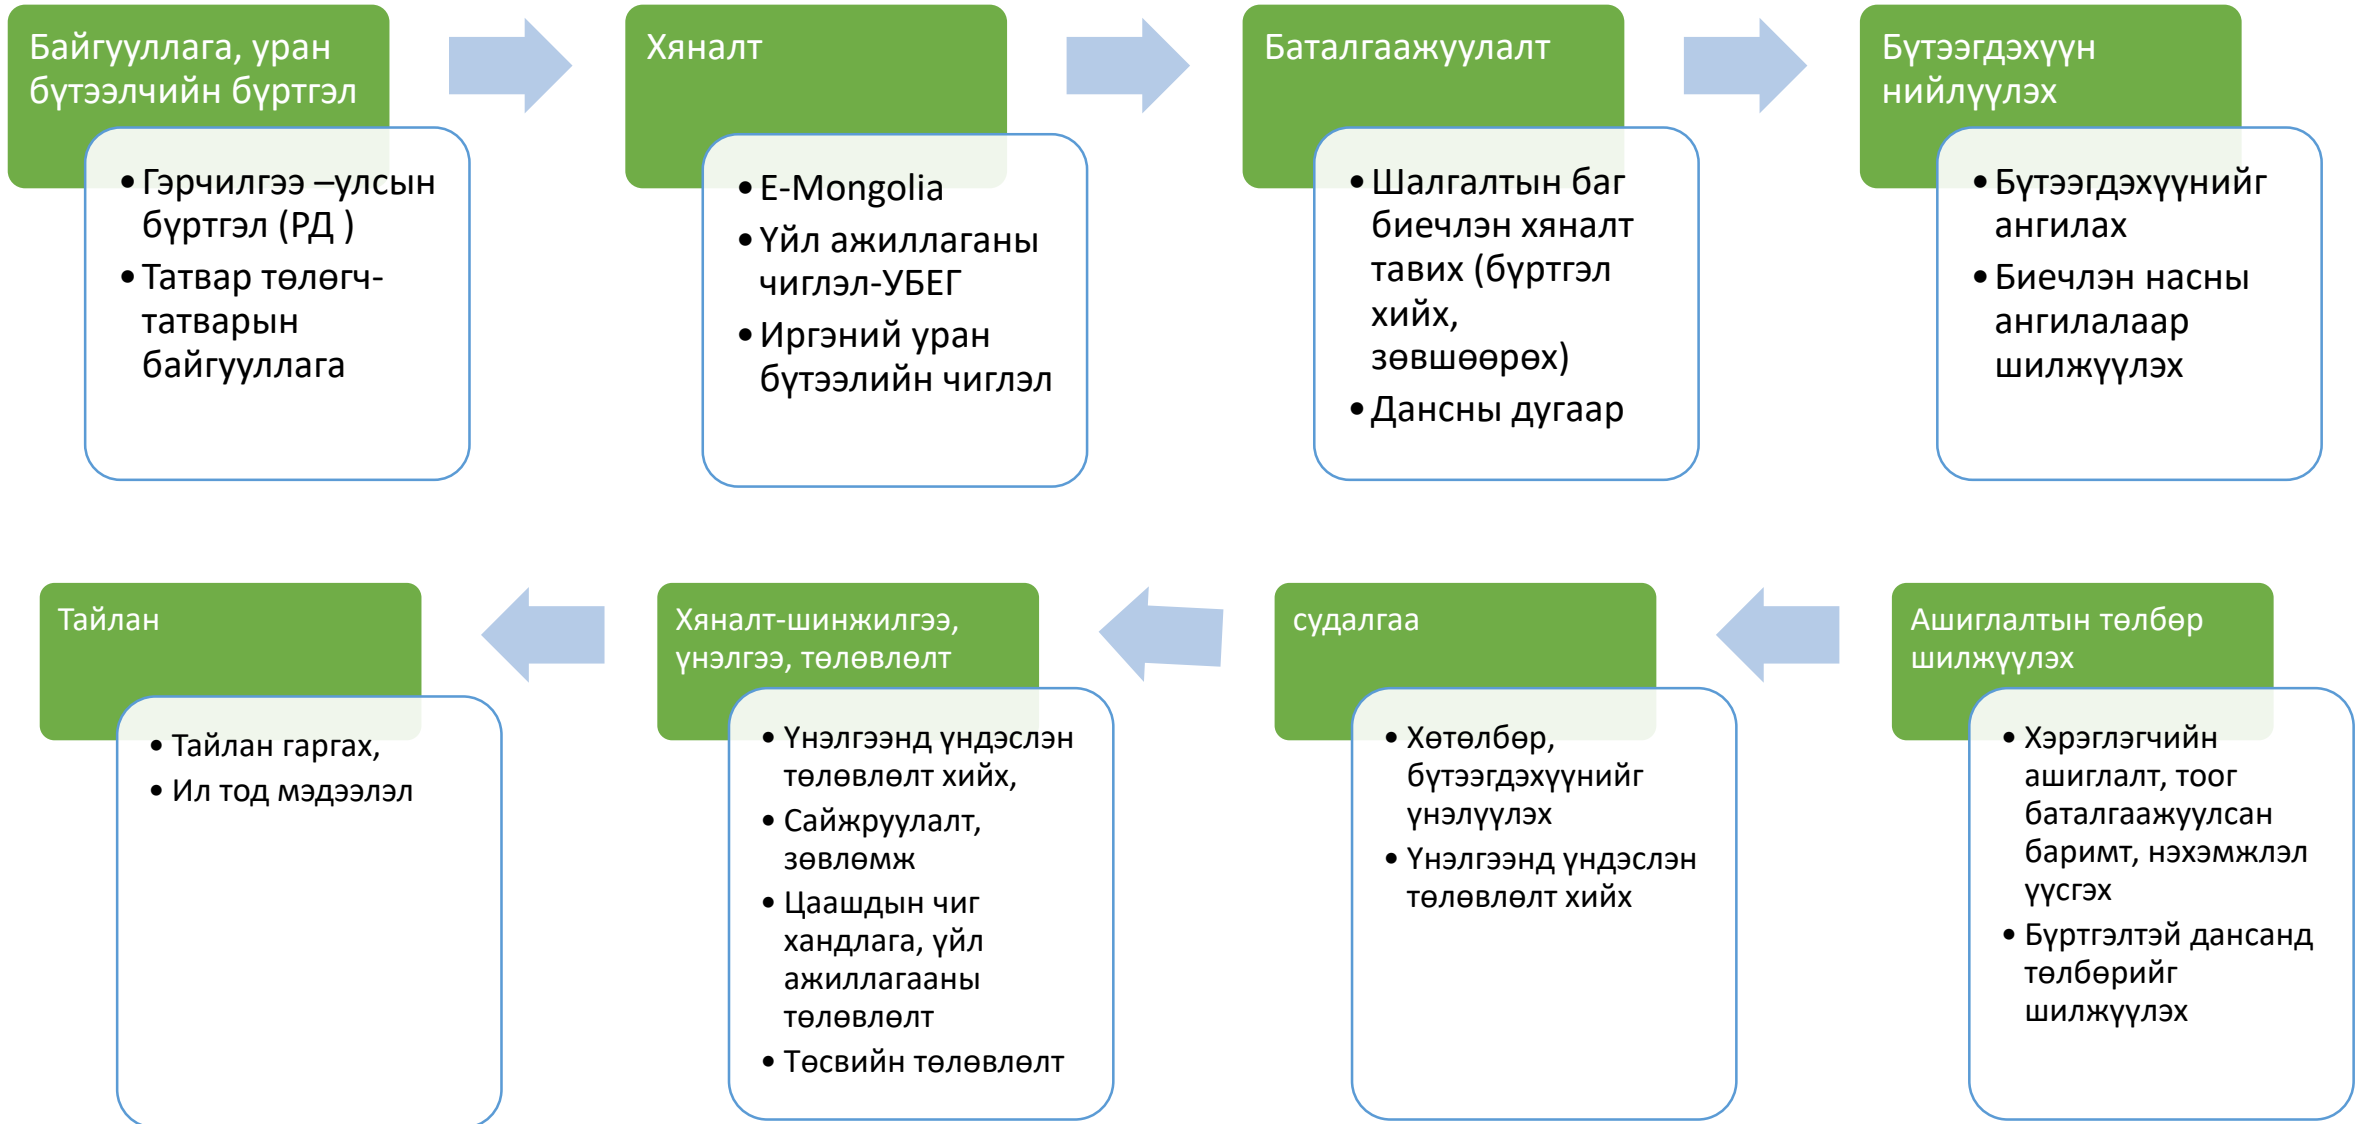 Байгууллага, уран
бүтээлчийн бүртгэл
• Гэрчилгээ –улсын
бүртгэл (РД )
• Татвар төлөгч-
татварын
байгууллага
Хяналт
• E-Mongolia
• Үйл ажиллаганы
чиглэл-УБЕГ
• Иргэний уран
бүтээлийн чиглэл
Баталгаажуулалт
• Шалгалтын баг
биечлэн хяналт
тавих (бүртгэл
хийх,
зөвшөөрөх)
• Дансны дугаар
Бүтээгдэхүүн
нийлүүлэх
• Бүтээгдэхүүнийг
ангилах
• Биечлэн насны
ангилалаар
шилжүүлэх
Ашиглалтын төлбөр
шилжүүлэх
• Хэрэглэгчийн
ашиглалт, тоог
баталгаажуулсан
баримт, нэхэмжлэл
үүсгэх
• Бүртгэлтэй дансанд
төлбөрийг
шилжүүлэх
судалгаа
• Хөтөлбөр,
бүтээгдэхүүнийг
үнэлүүлэх
• Үнэлгээнд үндэслэн
төлөвлөлт хийх
Хяналт-шинжилгээ,
үнэлгээ, төлөвлөлт
• Үнэлгээнд үндэслэн
төлөвлөлт хийх,
• Сайжруулалт,
зөвлөмж
• Цаашдын чиг
хандлага, үйл
ажиллагааны
төлөвлөлт
• Төсвийн төлөвлөлт
Тайлан
• Тайлан гаргах,
• Ил тод мэдээлэл